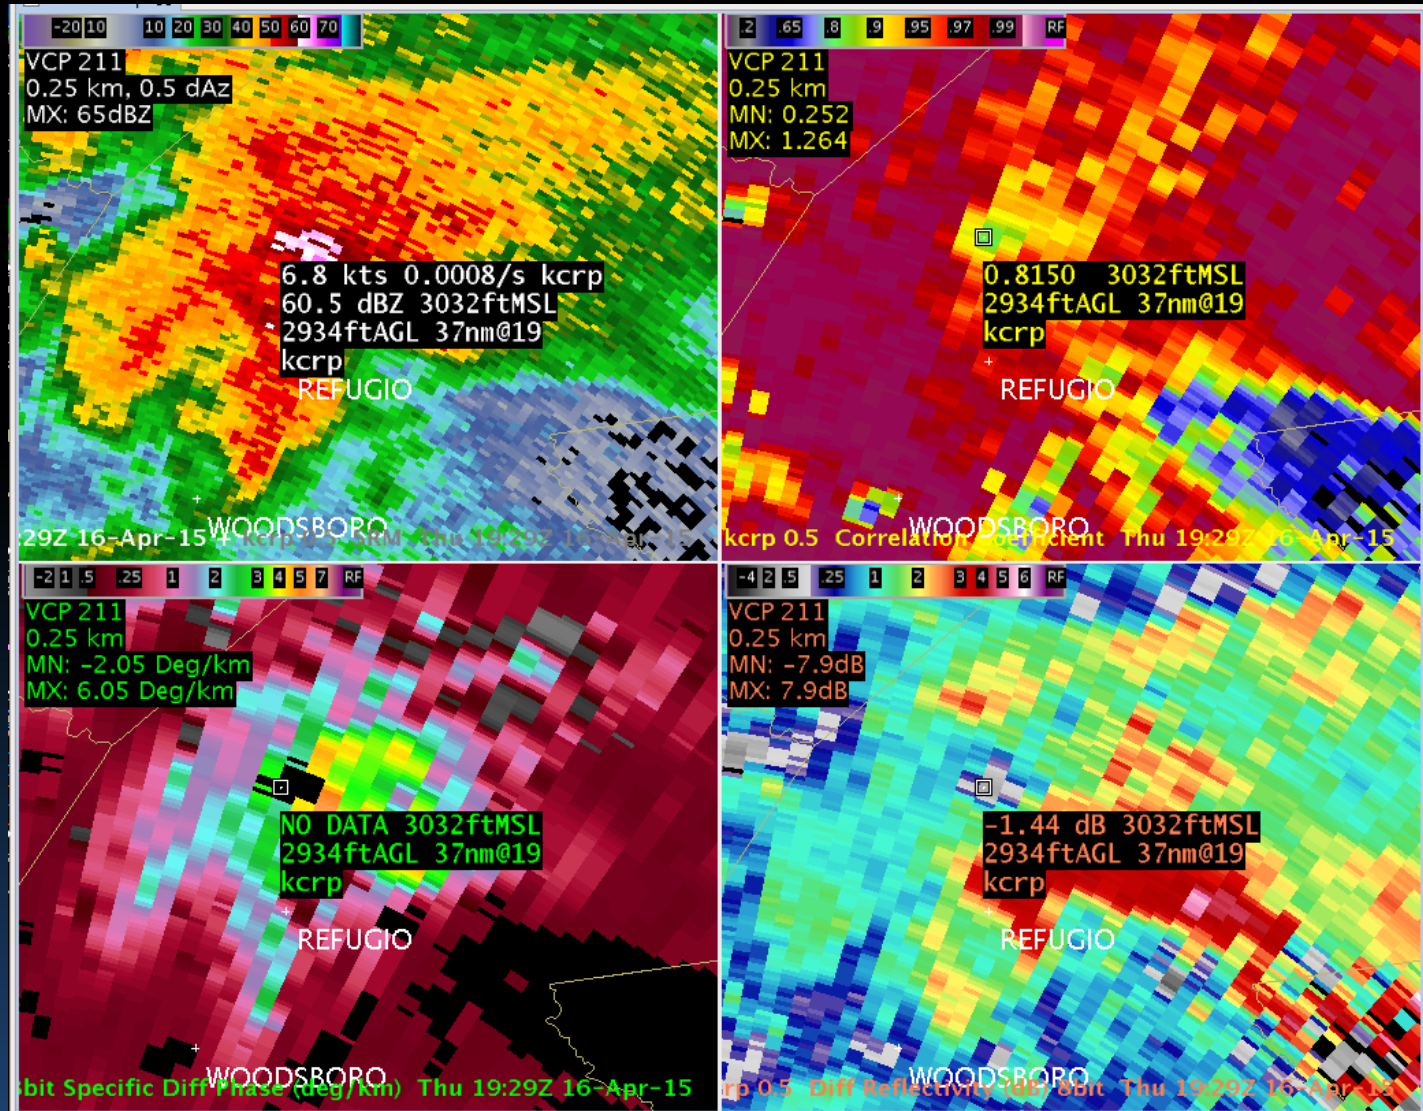 -20 10 10 20 30 40 50 60 70
VCP 211
0.25 km, 0.5 dAz
MX: 65dBZ
6.8 kts 0.0008/s kcrp
60.5 dBZ 3032ftMSL
2934ftAGL 37nm@19
kcrp
REFUGIO
WOODSBORO
:29Z 16-Apr-15
.2 .65 .8 .9 .95 .97 .99 RF
VCP 211
0.25 km
MN: 0.252
MX: 1.264
0.8150 3032ftMSL
2934ftAGL 37nm@19
kcrp
REFUGIO
WOODSBORO
kcrp 0.5 Correlation Coefficient Thu 19:29Z 16-Apr-15
-2 1 .5 .25 1 2 3 4 5 7 RF
VCP 211
0.25 km
MN: -2.05 Deg/km
MX: 6.05 Deg/km
NO DATA 3032ftMSL
2934ftAGL 37nm@19
kcrp
REFUGIO
WOODSBORO
8bit Specific Diff Phase (deg/km) Thu 19:29Z 16-Apr-15
-4 2 .5 .25 1 2 3 4 5 6 RF
VCP 211
0.25 km
MN: -7.9dB
MX: 7.9dB
-1.44 dB 3032ftMSL
2934ftAGL 37nm@19
kcrp
REFUGIO
WOODSBORO
rp 0.5 Diff Reflectivity (dB) 8bit Thu 19:29Z 16-Apr-15